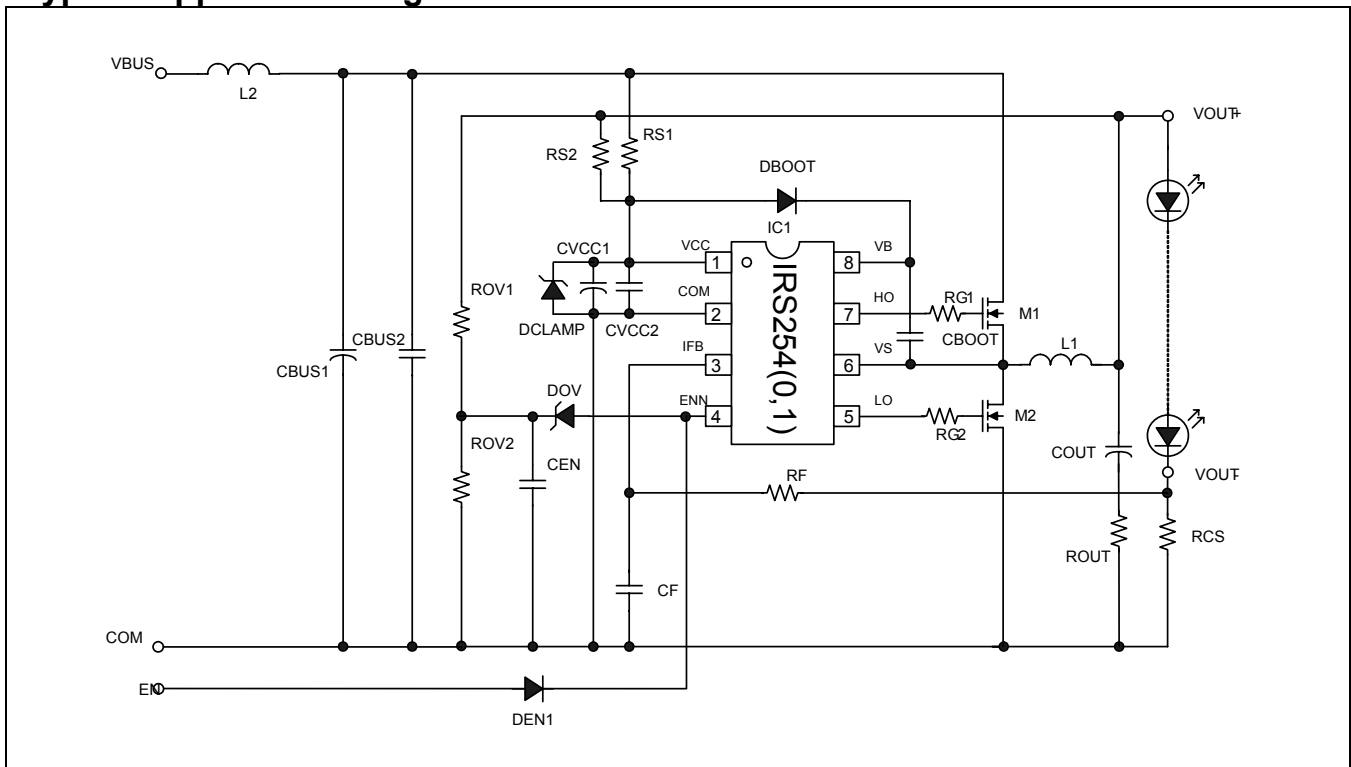 VBUS
L2
VOUT+
RS1
RS2
DBOOT
IC1
CVCC1
VCC
1
8
VB
COM
2
7
HO
RG1
M1
ROV1
DCLAMP
CVCC2
CBOOT
L1
CBUS2
IFB
3
6
VS
CBUS1
DOV
ENN
4
5
LO
M2
RG2
IRS254(0,1)
ROV2
CEN
COUT
RF
VOUT-
ROUT
RCS
CF
COM
EN
DEN1